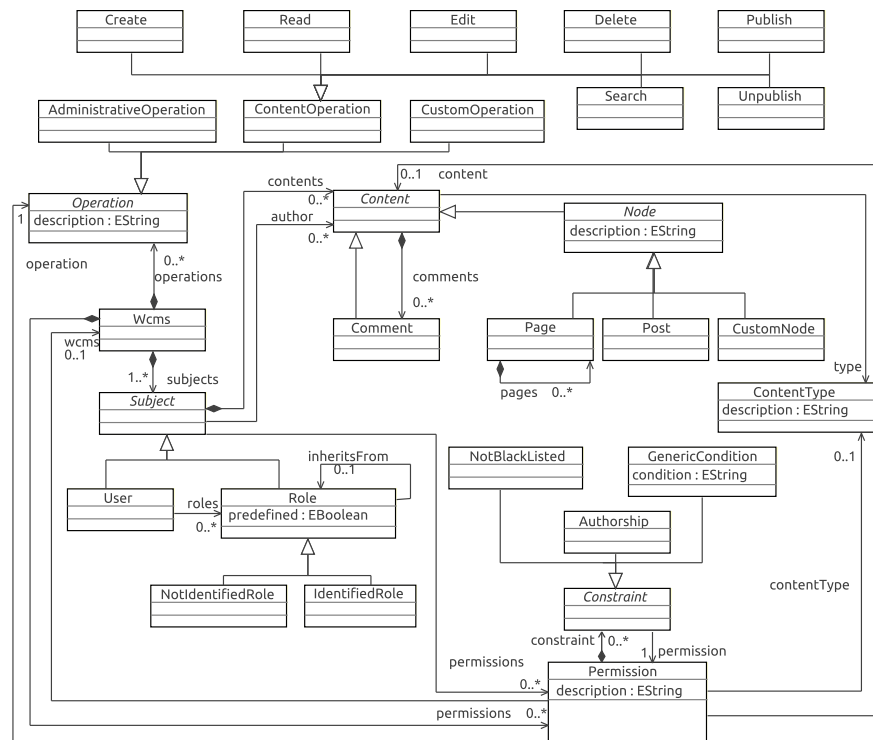 Create
Read
Edit
Delete
Publish
Search
Unpublish
AdministrativeOperation
ContentOperation
CustomOperation
0..1
content
contents
0..*
Content
Operation
description : EString
author
0..*
Node
description : EString
1
operation
0..*
operations
comments
0..*
Wcms
wcms
0..1
Comment
Page
Post
CustomNode
1..*
subjects
pages
0..*
type
ContentType
description : EString
Subject
0..1
inheritsFrom
0..1
NotBlackListed
GenericCondition
condition : EString
User
roles
0..*
Role
predefined : EBoolean
Authorship
NotIdentifiedRole
IdentifiedRole
Constraint
contentType
constraint
0..*
1
permission
permissions
0..*
Permission
description : EString
permissions
0..*